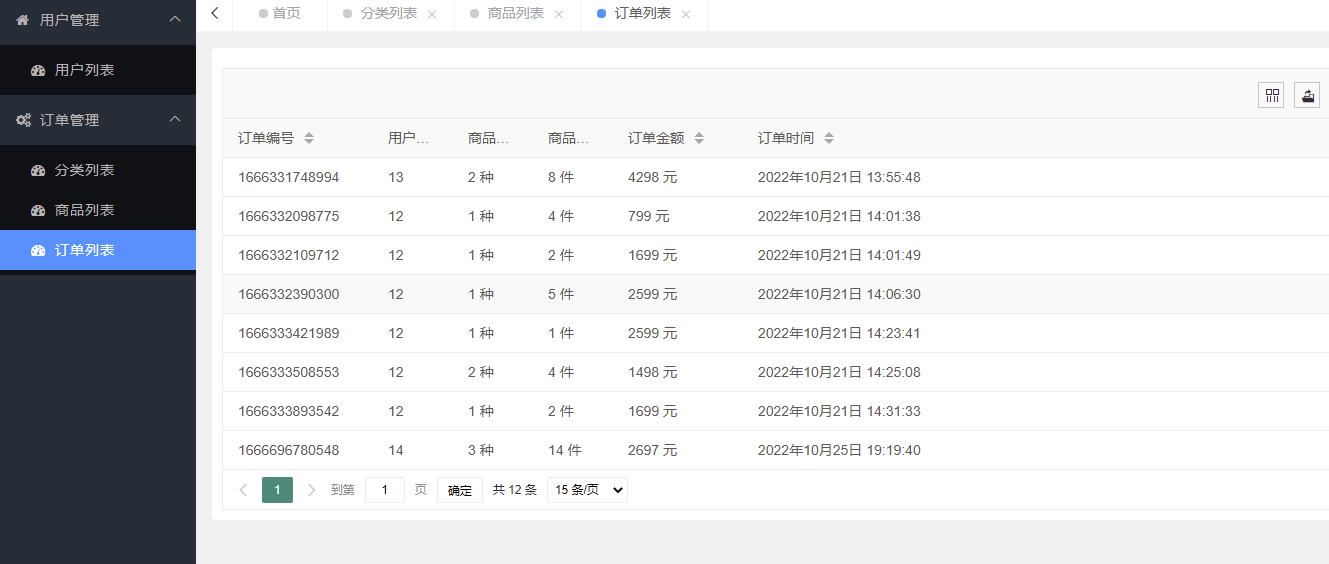 用户管理
用户列表
订单管理
分类列表
商品列表
订单列表
首页 分类列表 商品列表 订单列表
订单编号 用户... 商品... 商品... 订单金额 订单时间
1666331748994 13 2 种 8 件 4298 元 2022年10月21日 13:55:48
1666332098775 12 1 种 4 件 799 元 2022年10月21日 14:01:38
1666332109712 12 1 种 2 件 1699 元 2022年10月21日 14:01:49
1666332390300 12 1 种 5 件 2599 元 2022年10月21日 14:06:30
1666333421989 12 1 种 1 件 2599 元 2022年10月21日 14:23:41
1666333508553 12 2 种 4 件 1498 元 2022年10月21日 14:25:08
1666333893542 12 1 种 2 件 1699 元 2022年10月21日 14:31:33
1666696780548 14 3 种 14 件 2697 元 2022年10月25日 19:19:40
1 到第 1 页 确定 共 12 条 15 条/页